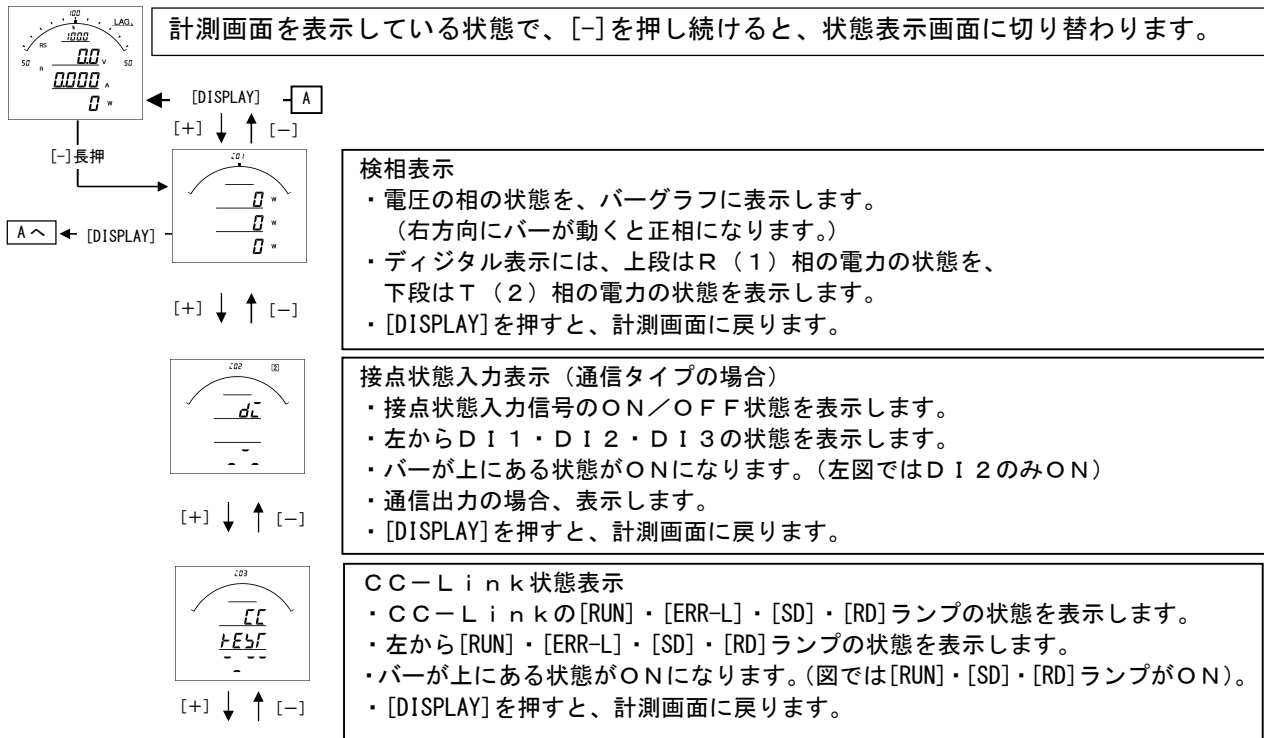 計測画面を表示している状態で、[-]を押し続けると、状態表示画面に切り替わります。
100
LAG.
100.0
RS
0.0 V
50
50
R
0.000 A
0 W
[DISPLAY]
A
[+]
[-]
[-]長押
C01
0 W
0 W
0 W
Aへ
[DISPLAY]
検相表示
・電圧の相の状態を、バーグラフに表示します。
（右方向にバーが動くと正相になります。）
・ディジタル表示には、上段はR（1）相の電力の状態を、
下段はT（2）相の電力の状態を表示します。
・[DISPLAY]を押すと、計測画面に戻ります。
[+]
[-]
C02
2
di
接点状態入力表示（通信タイプの場合）
・接点状態入力信号のON／OFF状態を表示します。
・左からDI1・DI2・DI3の状態を表示します。
・バーが上にある状態がONになります。（左図ではDI2のみON）
・通信出力の場合、表示します。
・[DISPLAY]を押すと、計測画面に戻ります。
[+]
[-]
C03
CC
tEST
CC－Link状態表示
・CC－Linkの[RUN]・[ERR-L]・[SD]・[RD]ランプの状態を表示します。
・左から[RUN]・[ERR-L]・[SD]・[RD]ランプの状態を表示します。
・バーが上にある状態がONになります。（図では[RUN]・[SD]・[RD]ランプがON）。
・[DISPLAY]を押すと、計測画面に戻ります。
[+]
[-]